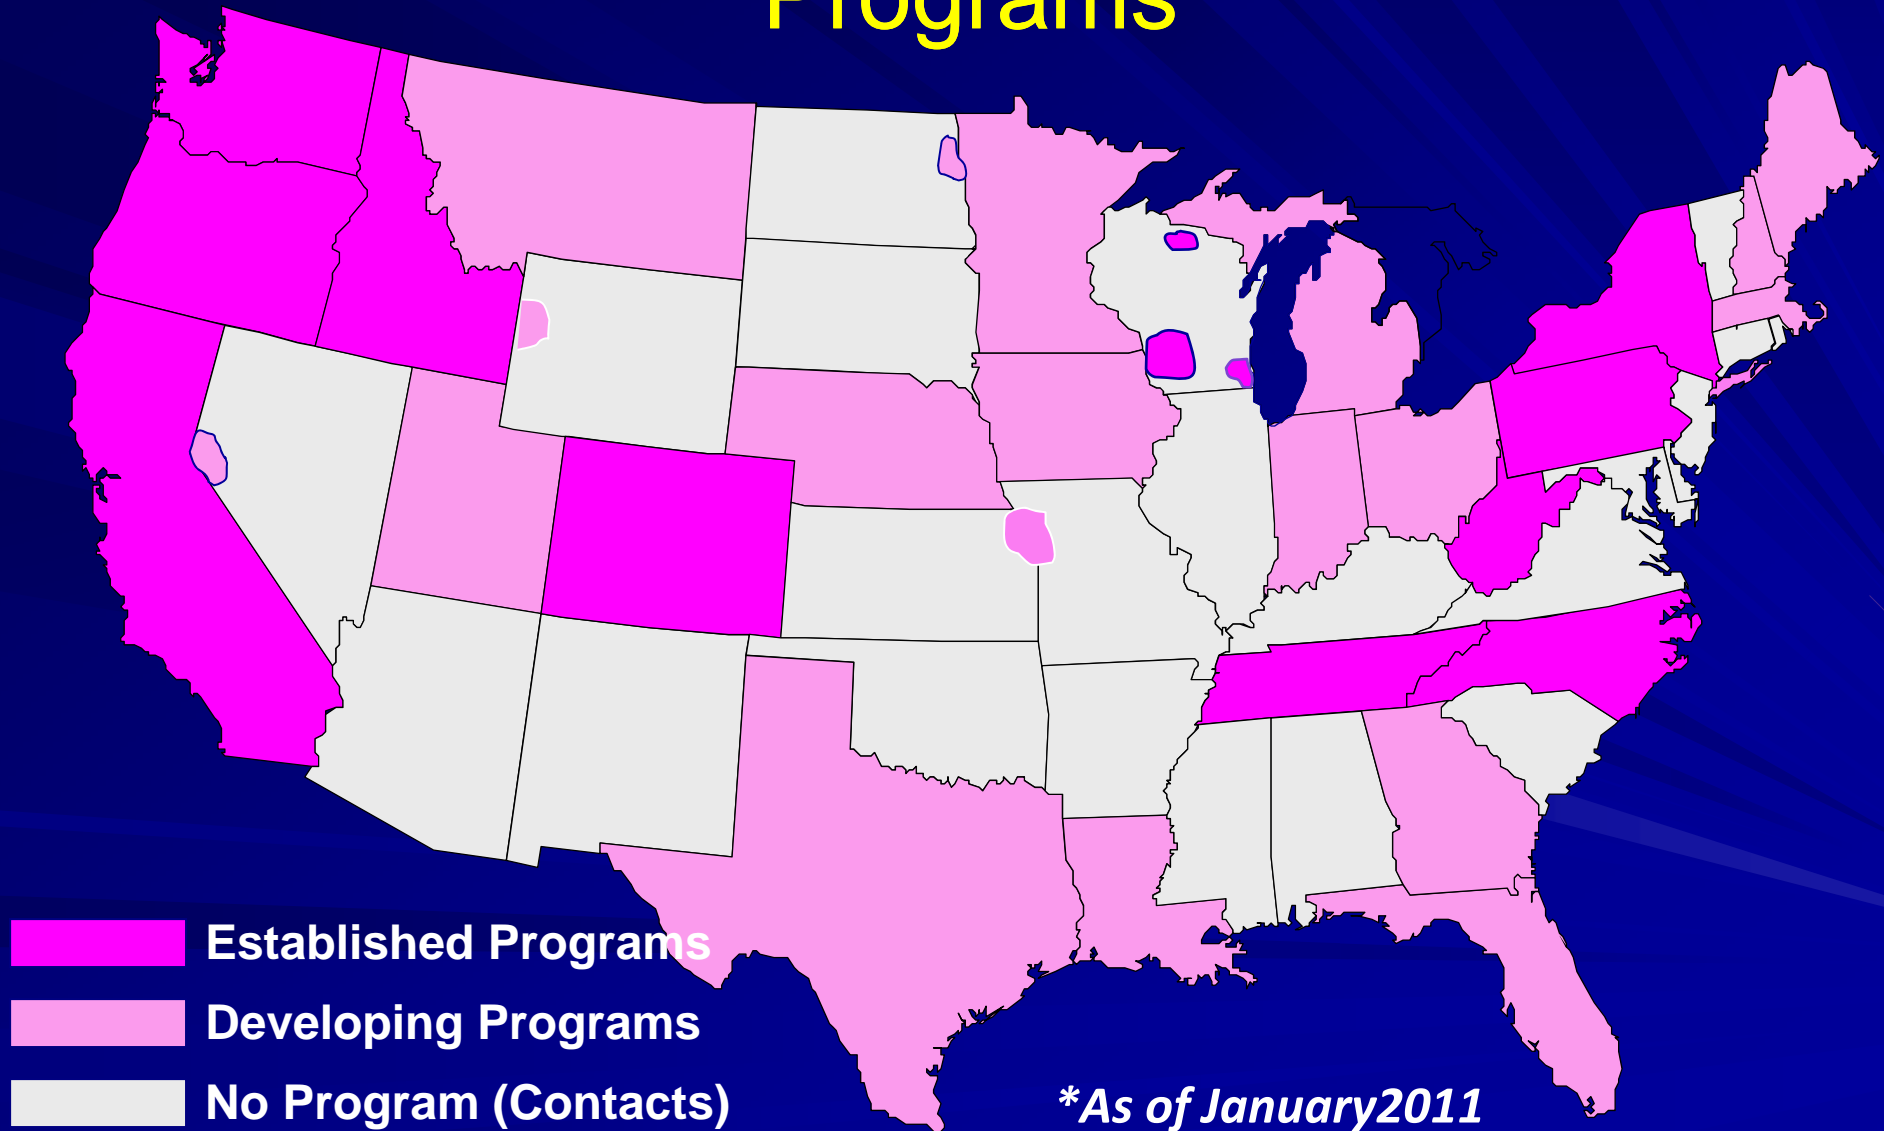 Programs
Established Programs
Developing Programs
No Program (Contacts)
*As of January2011